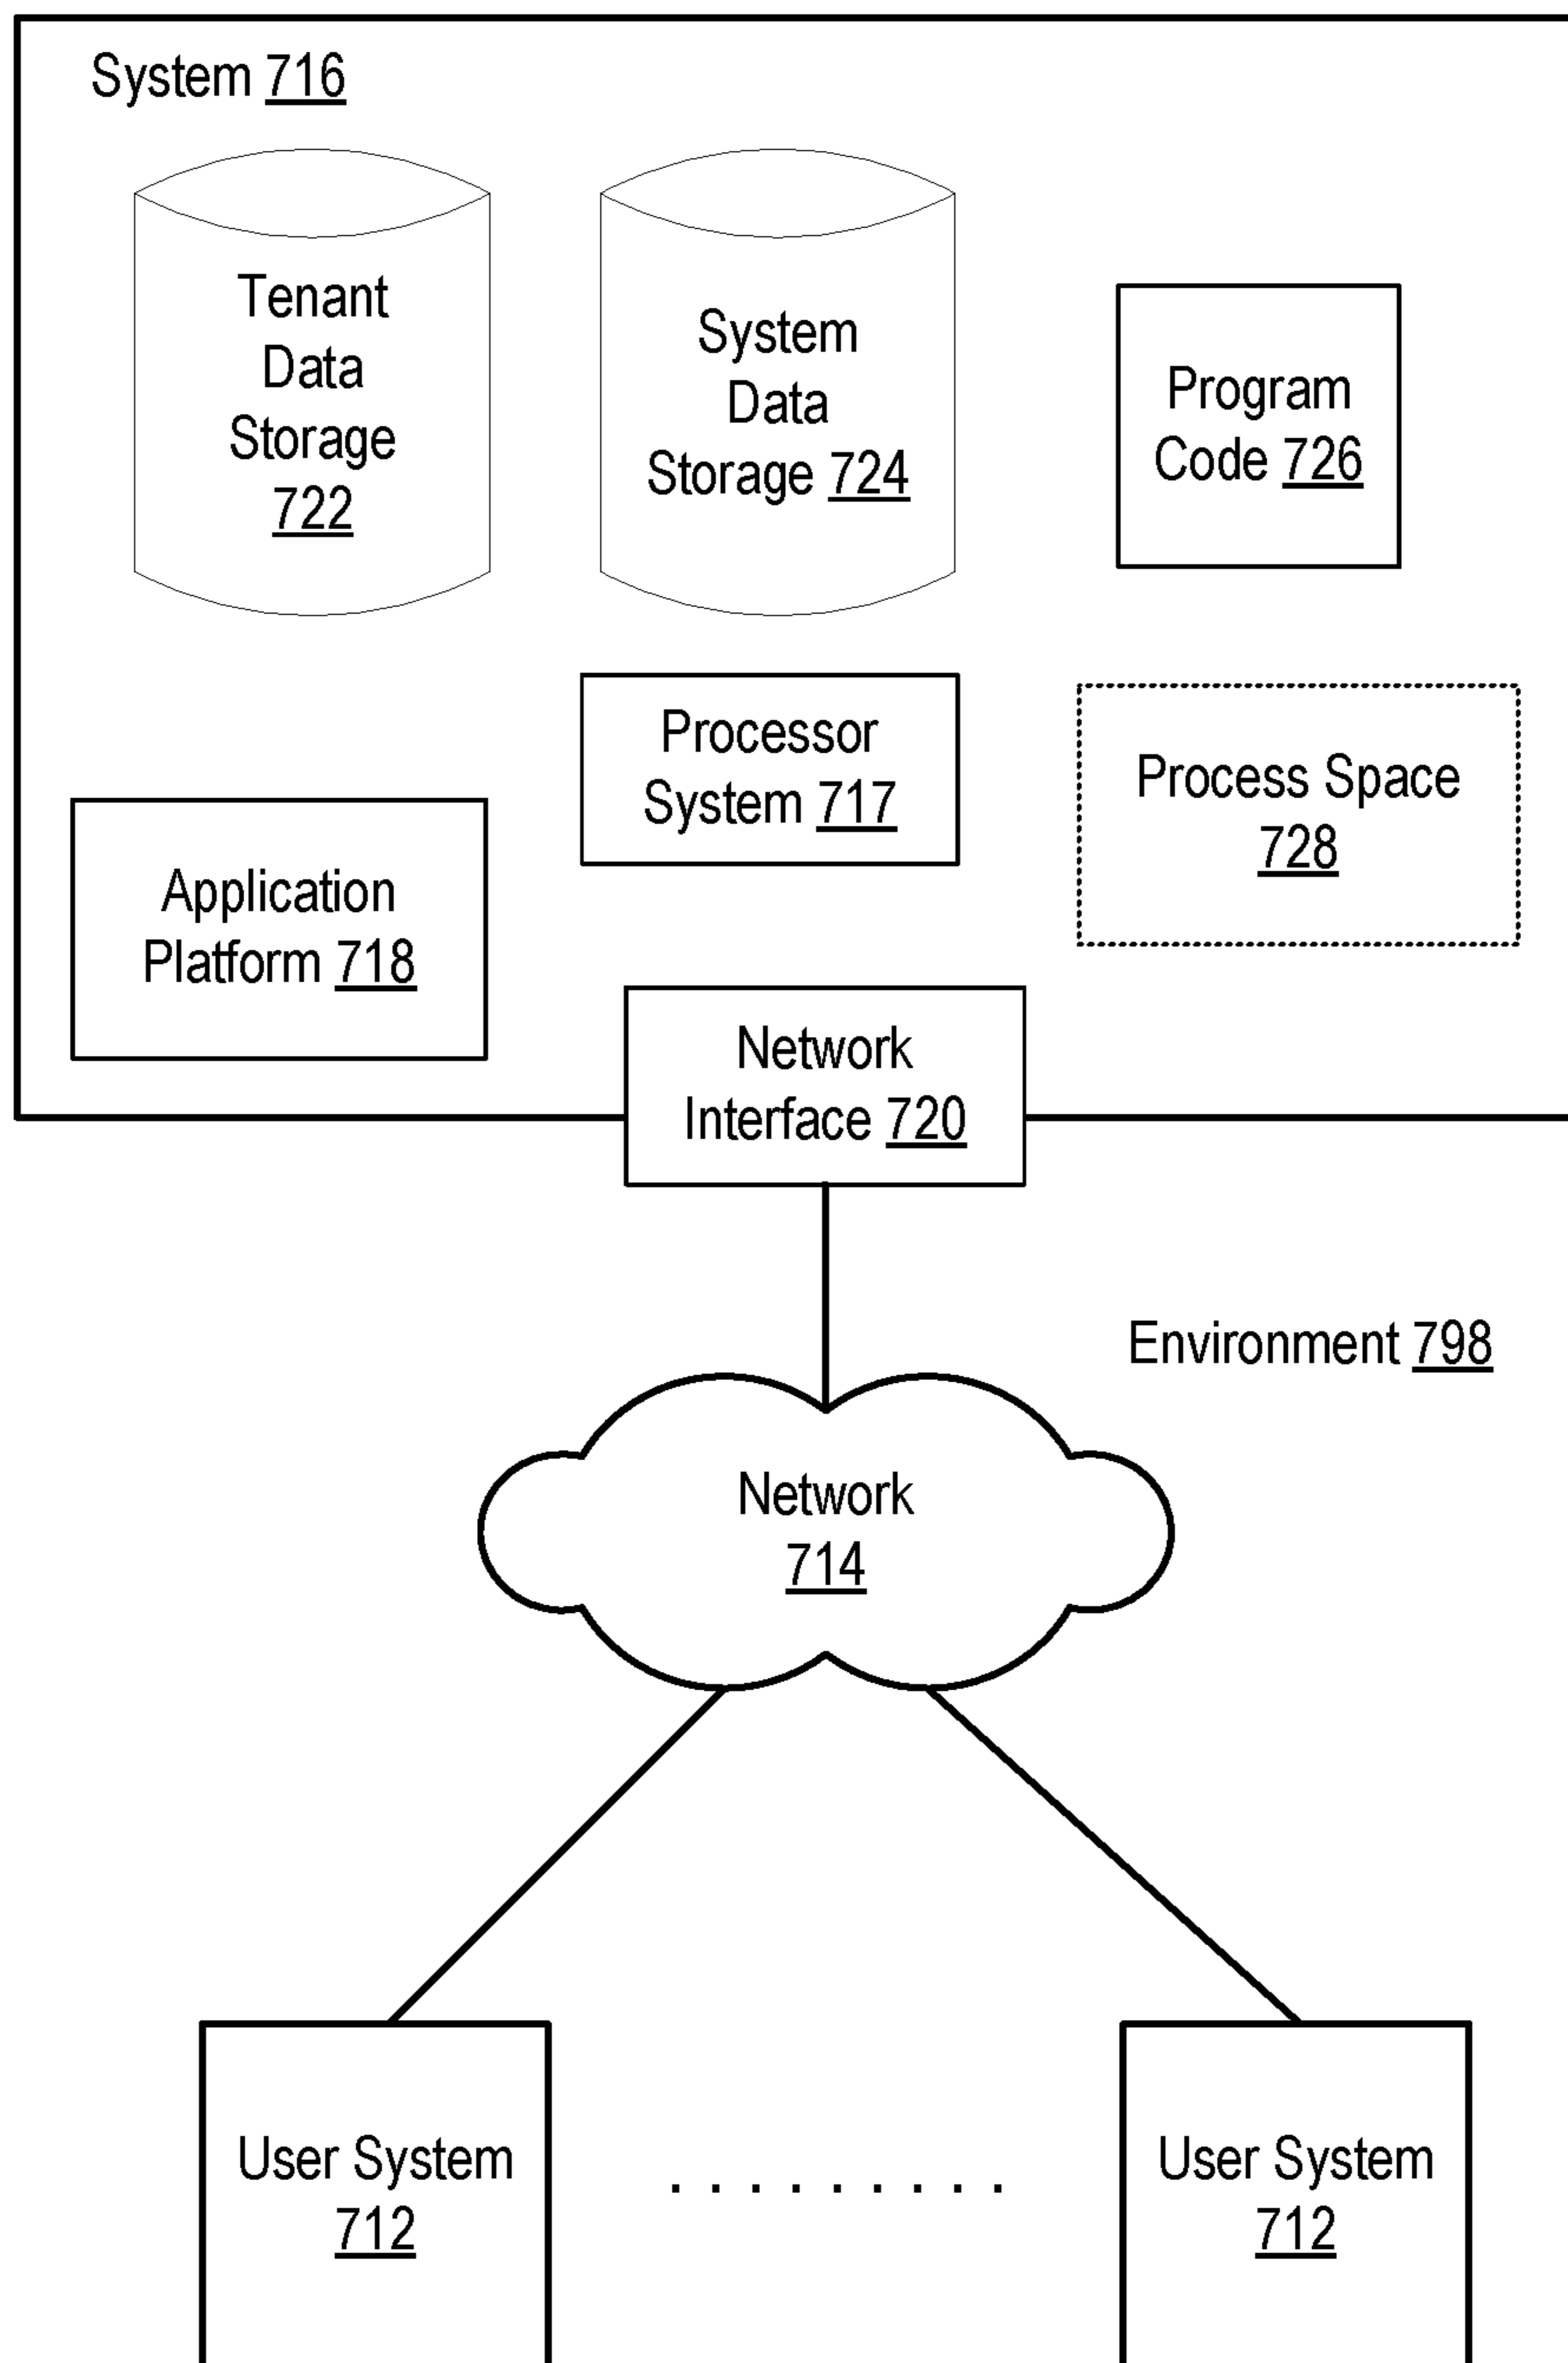 System 716
Tenant
Data
Storage
722
System
Data
Storage 724
Program
Code 726
Processor
System 717
Process Space
728
Application
Platform 718
Network
Interface 720
Environment 798
Network
714
User System
712
. . . . . . . . .
User System
712